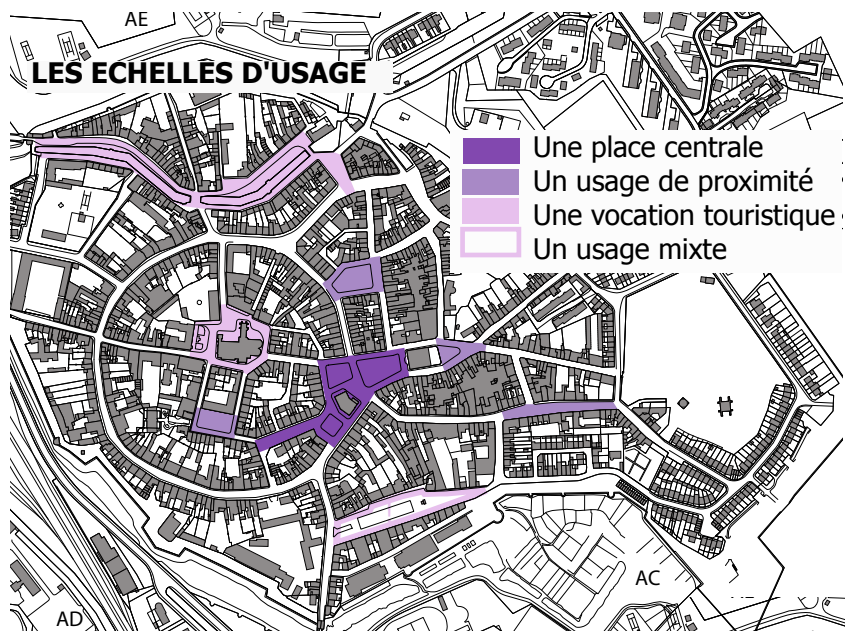 AE
LES ECHELLES D'USAGE
Une place centrale
Un usage de proximité
Une vocation touristique
Un usage mixte
AC
AD